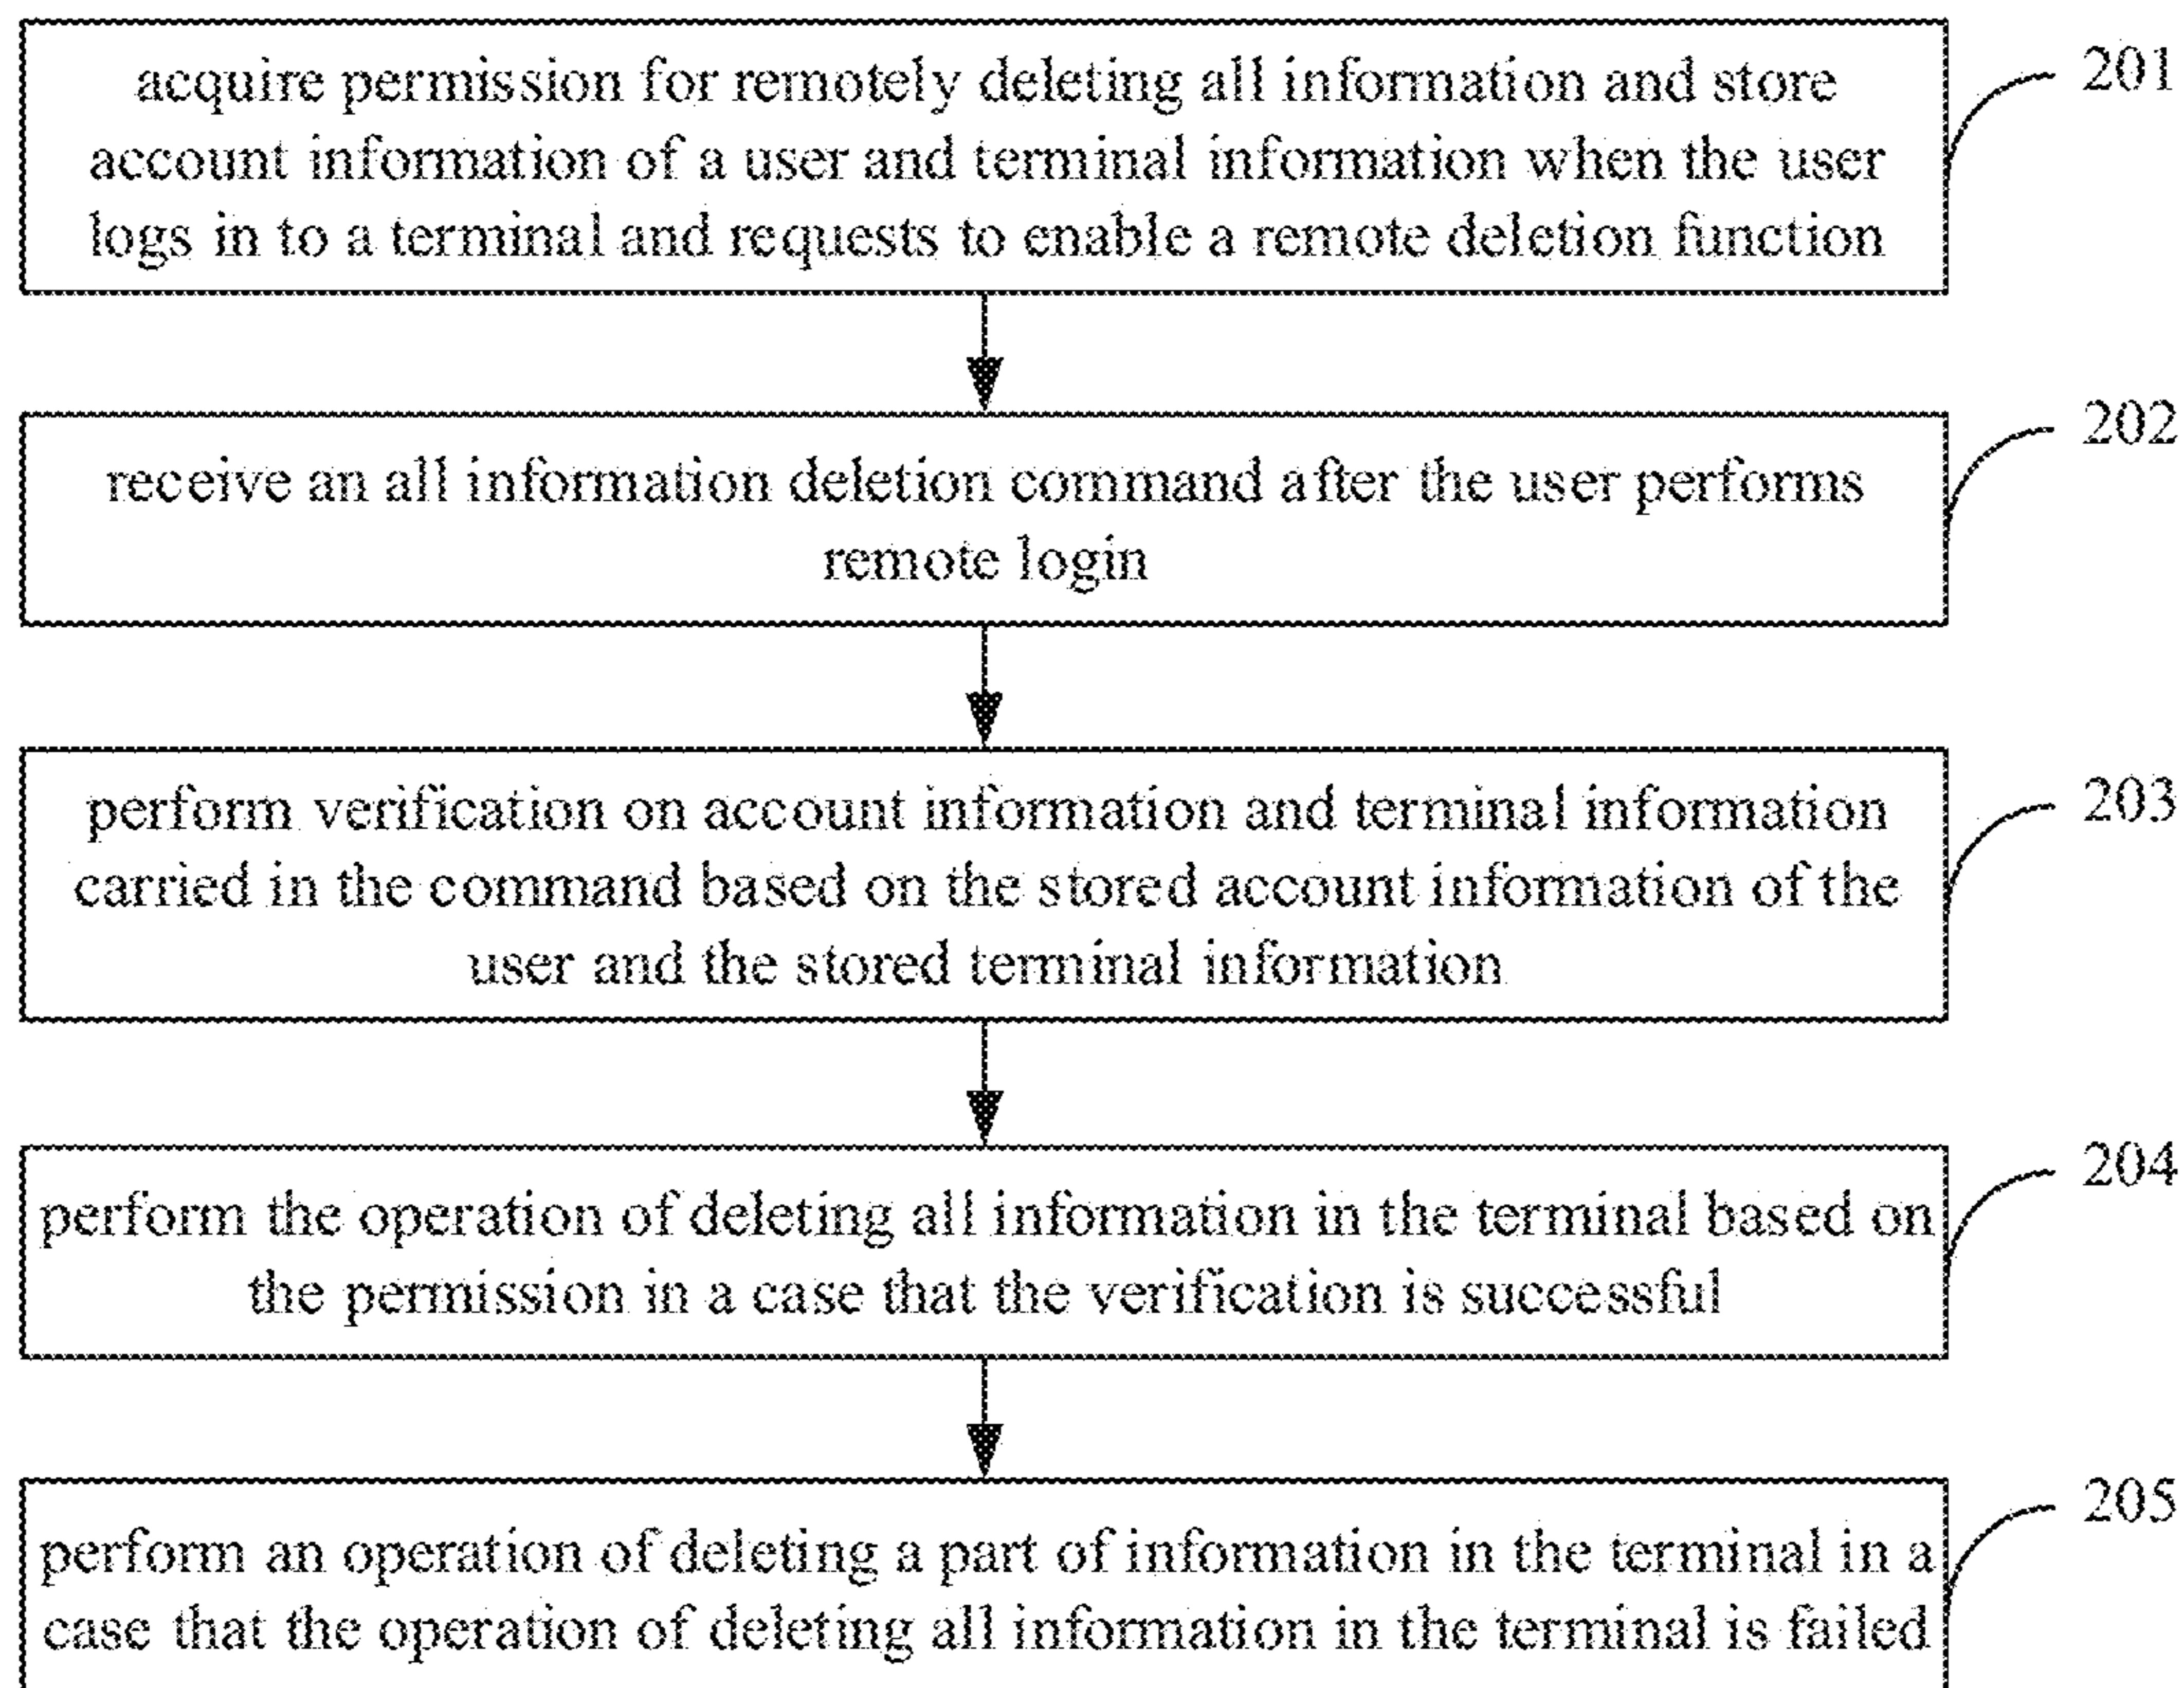 acquire permission for remotely deleting all information and store
account information of a user and terminal information when the user
logs in to a terminal and requests to enable a remote deletion function
201
receive an all information deletion command after the user performs
remote login
202
perform verification on account information and terminal information
carried in the command based on the stored account information of the
user and the stored terminal information
203
perform the operation of deleting all information in the terminal based on
the permission in a case that the verification is successful
204
perform an operation of deleting a part of information in the terminal in a
case that the operation of deleting all information in the terminal is failed
205